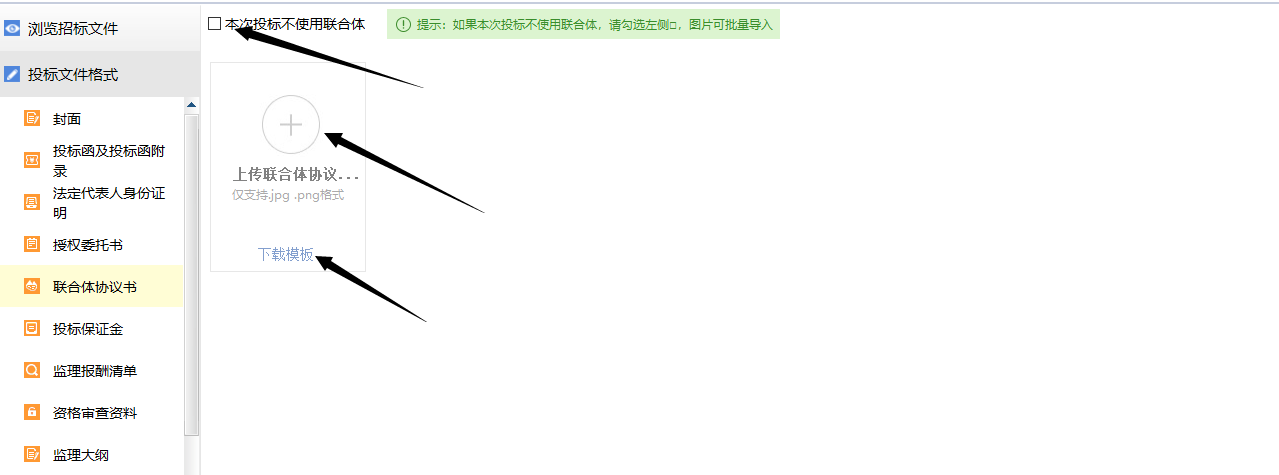 浏览招标文件
投标文件格式
封面
投标函及投标函附
录
法定代表人身份证
明
授权委托书
联合体协议书
投标保证金
监理报酬清单
资格审查资料
监理大纲
本次投标不使用联合体
提示：如果本次投标不使用联合体，请勾选左侧□，图片可批量导入
上传联合体协议...
仅支持.jpg .png格式
下载模板